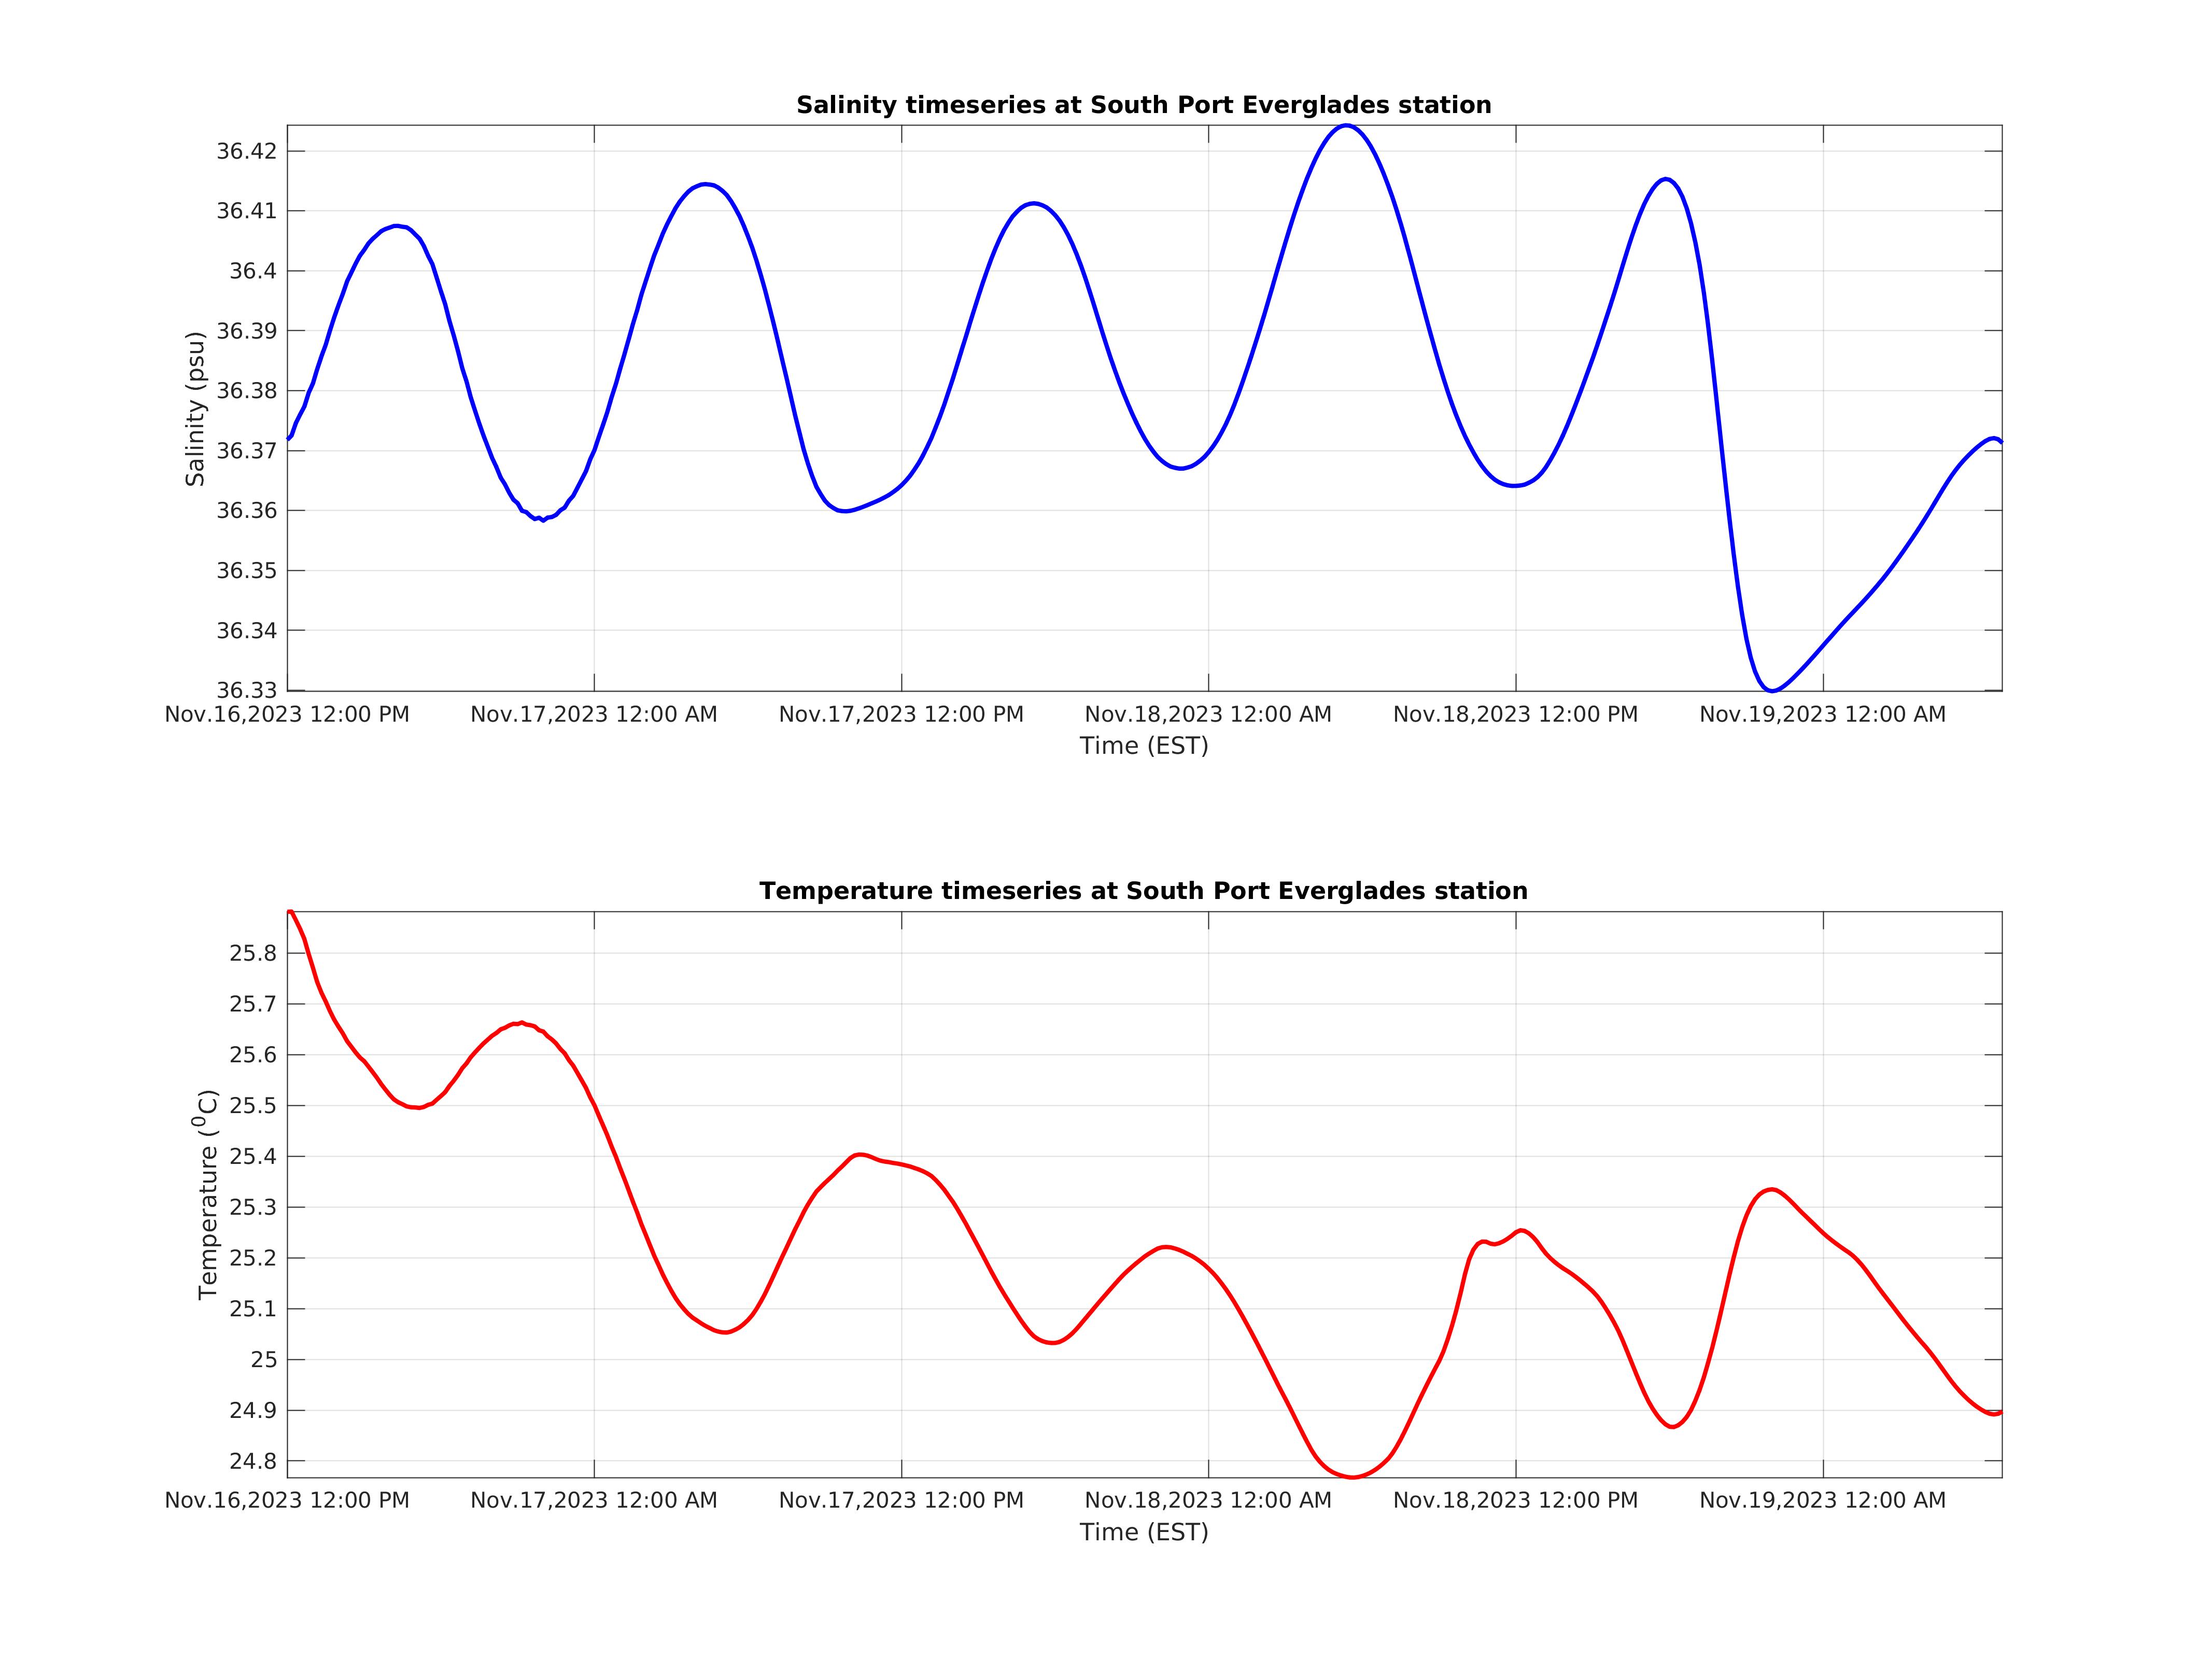 Salinity timeseries at South Port Everglades station
36.42
36.41
36.4
36.39
36.38
36.37
36.36
36.35
36.34
36.33
Salinity (psu)
Nov.16,2023 12:00 PM Nov.17,2023 12:00 AM Nov.17,2023 12:00 PM Nov.18,2023 12:00 AM Nov.18,2023 12:00 PM Nov.19,2023 12:00 AM
Time (EST)
Temperature timeseries at South Port Everglades station
25.8
25.7
25.6
25.5
25.4
25.3
25.2
25.1
25
24.9
24.8
Temperature (⁰C)
Nov.16,2023 12:00 PM Nov.17,2023 12:00 AM Nov.17,2023 12:00 PM Nov.18,2023 12:00 AM Nov.18,2023 12:00 PM Nov.19,2023 12:00 AM
Time (EST)